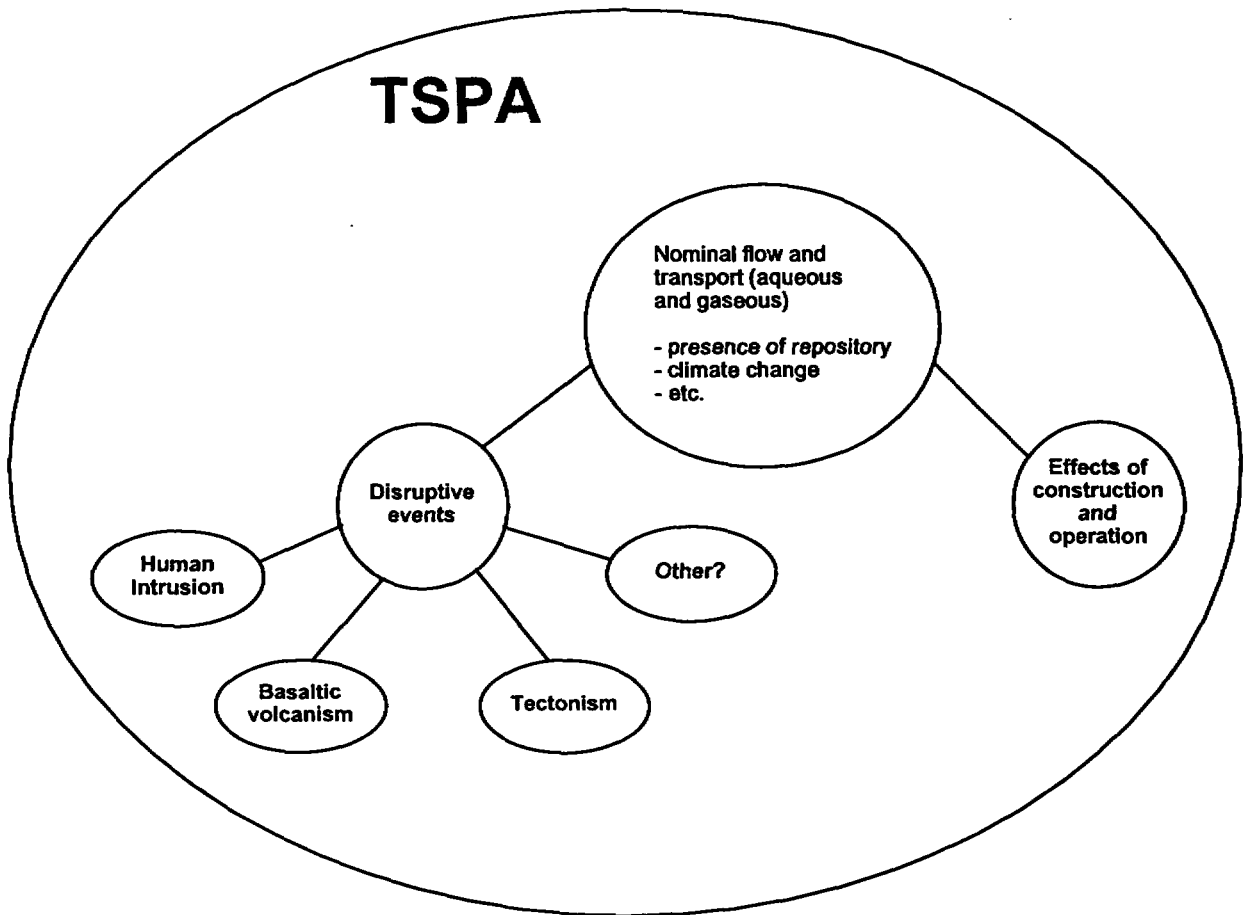 TSPA
Nominal flow and
transport (aqueous
and gaseous)
- presence of repository
- climate change
- etc.
Disruptive
events
Effects of
construction
and
operation
Human
Intrusion
Other?
Basaltic
volcanism
Tectonism